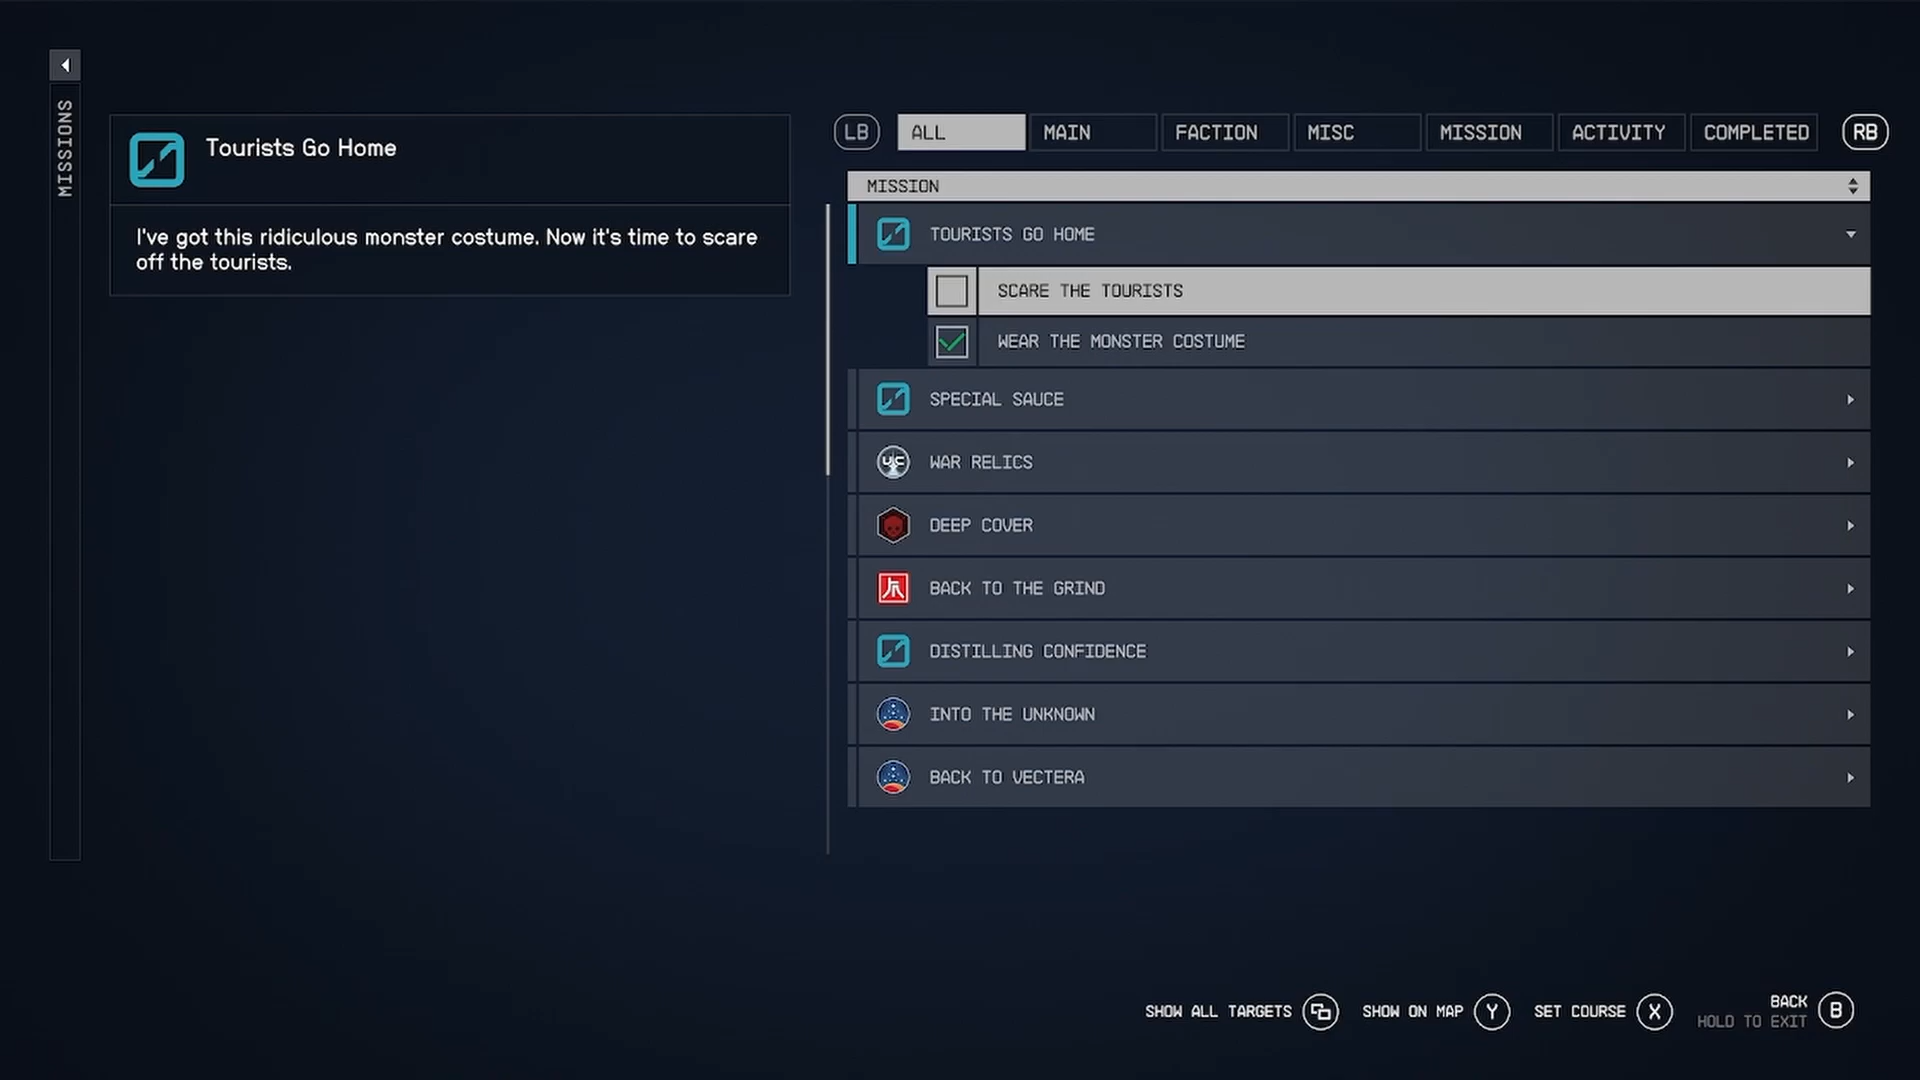 MISSIONS
Tourists Go Home
I've got this ridiculous monster costume. Now it's time to scare
off the tourists.
LB ALL MAIN FACTION MISC MISSION ACTIVITY COMPLETED RB
MISSION
TOURISTS GO HOME
SCARE THE TOURISTS
WEAR THE MONSTER COSTUME
SPECIAL SAUCE
UC WAR RELICS
DEEP COVER
BACK TO THE GRIND
DISTILLING CONFIDENCE
INTO THE UNKNOWN
BACK TO VECTERA
SHOW ALL TARGETS SHOW ON MAP Y SET COURSE X BACK B
HOLD TO EXIT